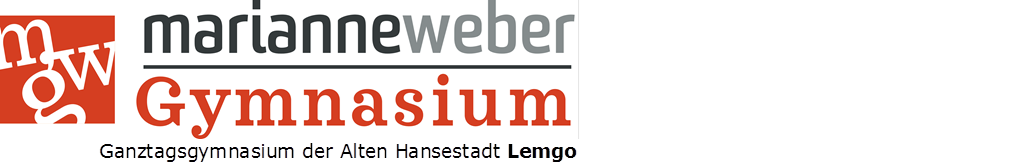 mgw
g
marianneweber
Gymnasium
Ganztagsgymnasium der Alten Hansestadt Lemgo